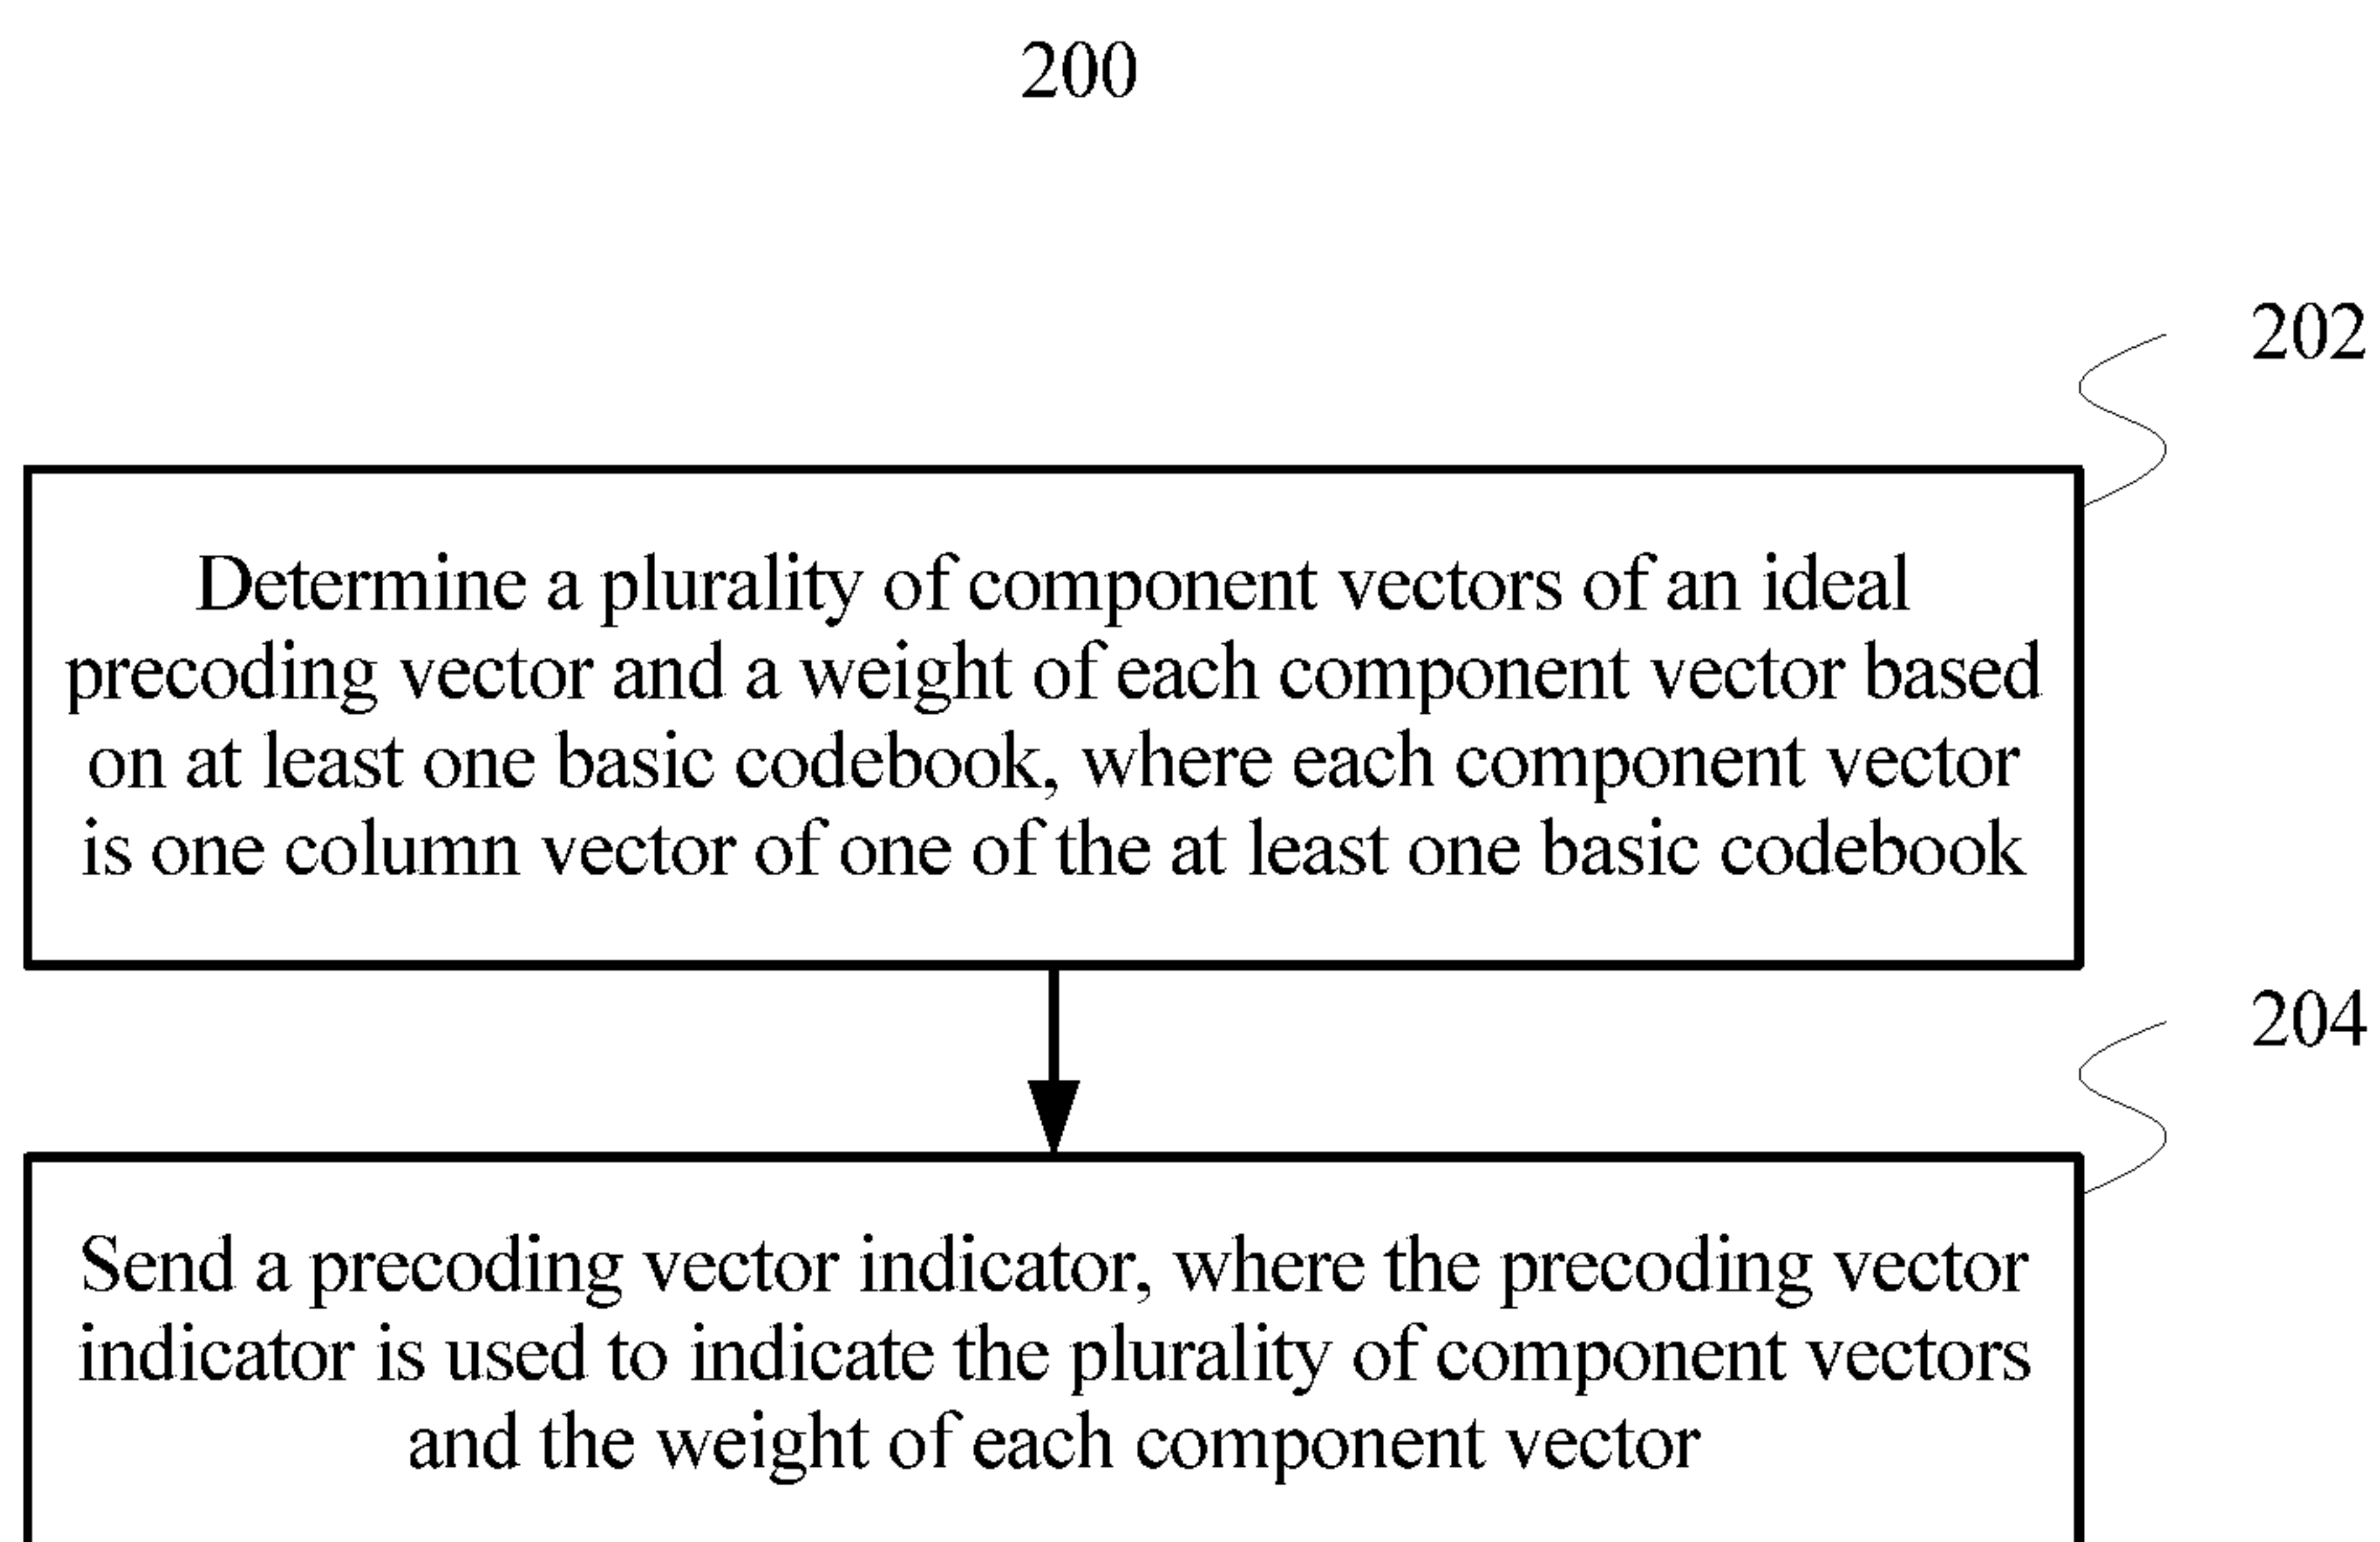 200
202
Determine a plurality of component vectors of an ideal
precoding vector and a weight of each component vector based
on at least one basic codebook, where each component vector
is one column vector of one of the at least one basic codebook
204
Send a precoding vector indicator, where the precoding vector
indicator is used to indicate the plurality of component vectors
and the weight of each component vector